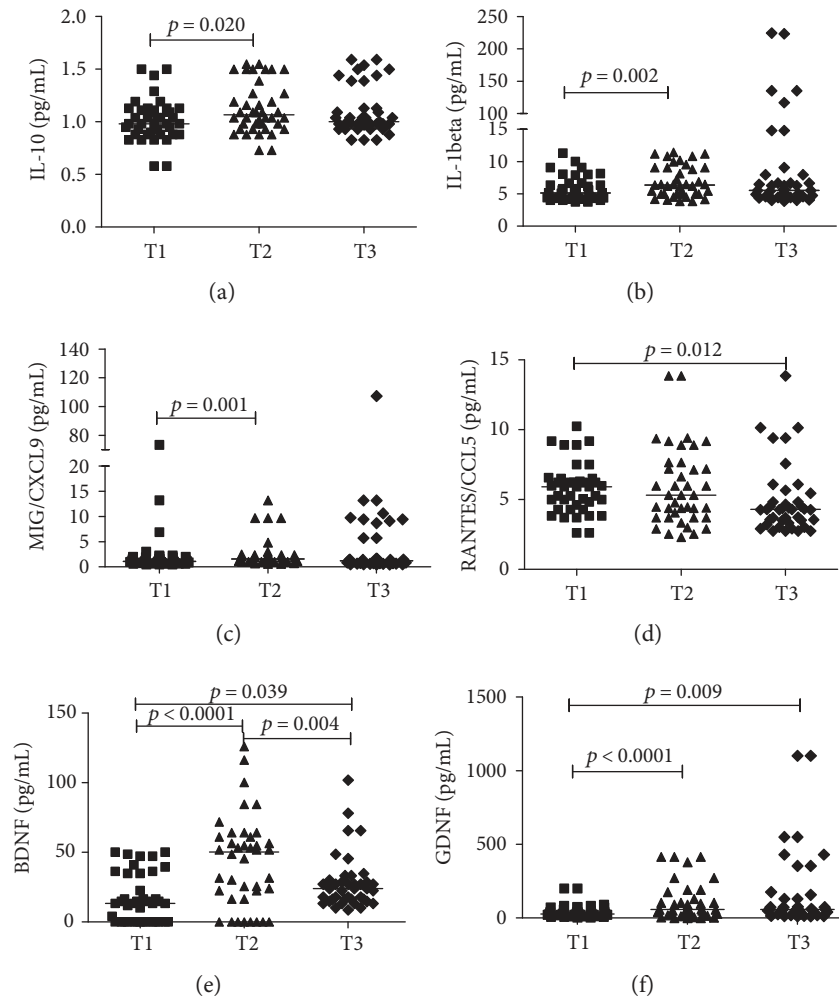 2.0
1.5
1.0
0.5
0.0
IL-10 (pg/mL)
p = 0.020
T1 T2 T3
(a)
250
200
150
100
50
15
10
5
0
IL-1beta (pg/mL)
p = 0.002
T1 T2 T3
(b)
140
120
100
80
60
20
15
10
5
0
MIG/CXCL9 (pg/mL)
p = 0.001
T1 T2 T3
(c)
15
10
5
0
RANTES/CCL5 (pg/mL)
p = 0.012
T1 T2 T3
(d)
150
100
50
0
BDNF (pg/mL)
p = 0.039
p < 0.0001
p = 0.004
T1 T2 T3
(e)
1500
1000
500
0
GDNF (pg/mL)
p = 0.009
p < 0.0001
T1 T2 T3
(f)